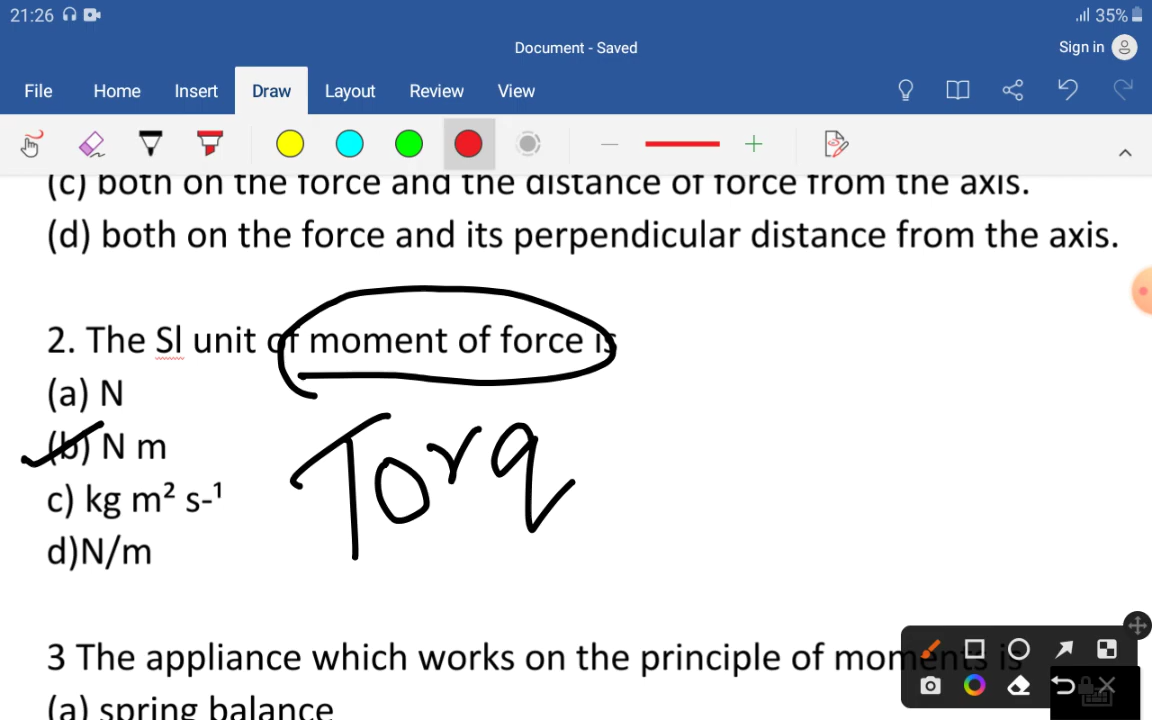 21:26 35%
Document - Saved
Sign in
File Home Insert Draw Layout Review View
(c) both on the force and the distance of force from the axis.
(d) both on the force and its perpendicular distance from the axis.
2. The Sl unit of moment of force is
(a) N
(b) N m
c) kg m² s-¹
d)N/m
Torq
3 The appliance which works on the principle of moments is
(a) spring balance